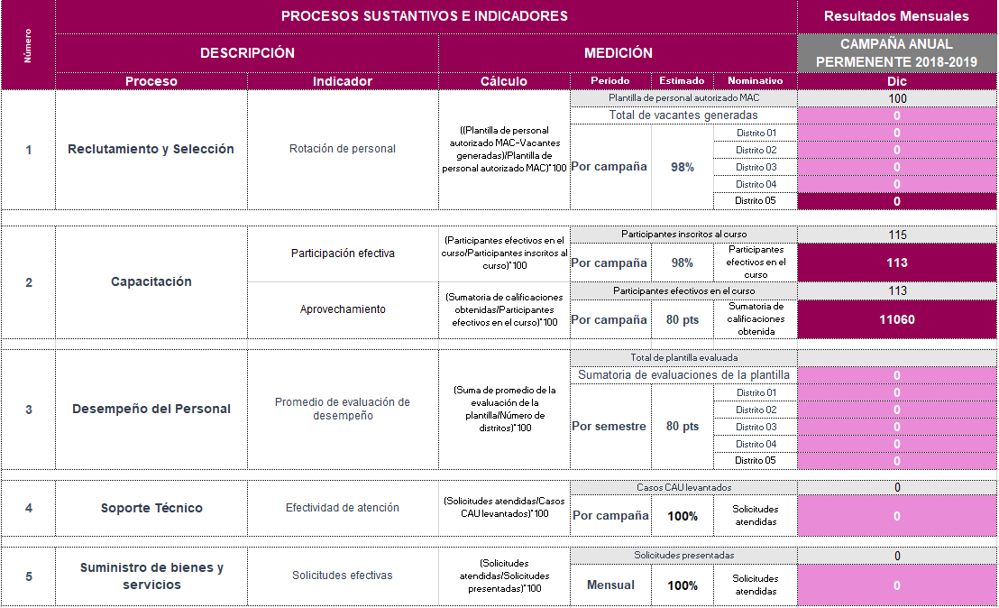 Número
PROCESOS SUSTANTIVOS E INDICADORES
Resultados Mensuales
DESCRIPCIÓN
MEDICIÓN
CAMPAÑA ANUAL
PERMENENTE 2018-2019
Proceso
Indicador
Cálculo
Periodo
Estimado
Nominativo
Dic
1
Reclutamiento y Selección
Rotación de personal
((Plantilla de personal
autorizado MAC-Vacantes
generadas)/Plantilla de
personal autorizado MAC)*100
Plantilla de personal autorizado MAC
100
Total de vacantes generadas
0
Por campaña
98%
Distrito 01
0
Distrito 02
0
Distrito 03
0
Distrito 04
0
Distrito 05
0
2
Capacitación
Participación efectiva
(Participantes efectivos en el
curso/Participantes inscritos al
curso)*100
Participantes inscritos al curso
115
Por campaña
98%
Participantes
efectivos en el
curso
113
Aprovechamiento
(Sumatoria de calificaciones
obtenidas/Participantes
efectivos en el curso)*100
Participantes efectivos en el curso
113
Por campaña
80 pts
Sumatoria de
calificaciones
obtenida
11060
3
Desempeño del Personal
Promedio de evaluación de
desempeño
(Suma de promedio de la
evaluación de la
plantilla/Número de
distritos)*100
Total de plantilla evaluada
Sumatoria de evaluaciones de la plantilla
0
Por semestre
80 pts
Distrito 01
0
Distrito 02
0
Distrito 03
0
Distrito 04
0
Distrito 05
0
4
Soporte Técnico
Efectividad de atención
(Solicitudes atendidas/Casos
CAU levantados)*100
Casos CAU levantados
0
Por campaña
100%
Solicitudes
atendidas
0
5
Suministro de bienes y
servicios
Solicitudes efectivas
(Solicitudes
atendidas/Solicitudes
presentadas)*100
Solicitudes presentadas
0
Mensual
100%
Solicitudes
atendidas
0